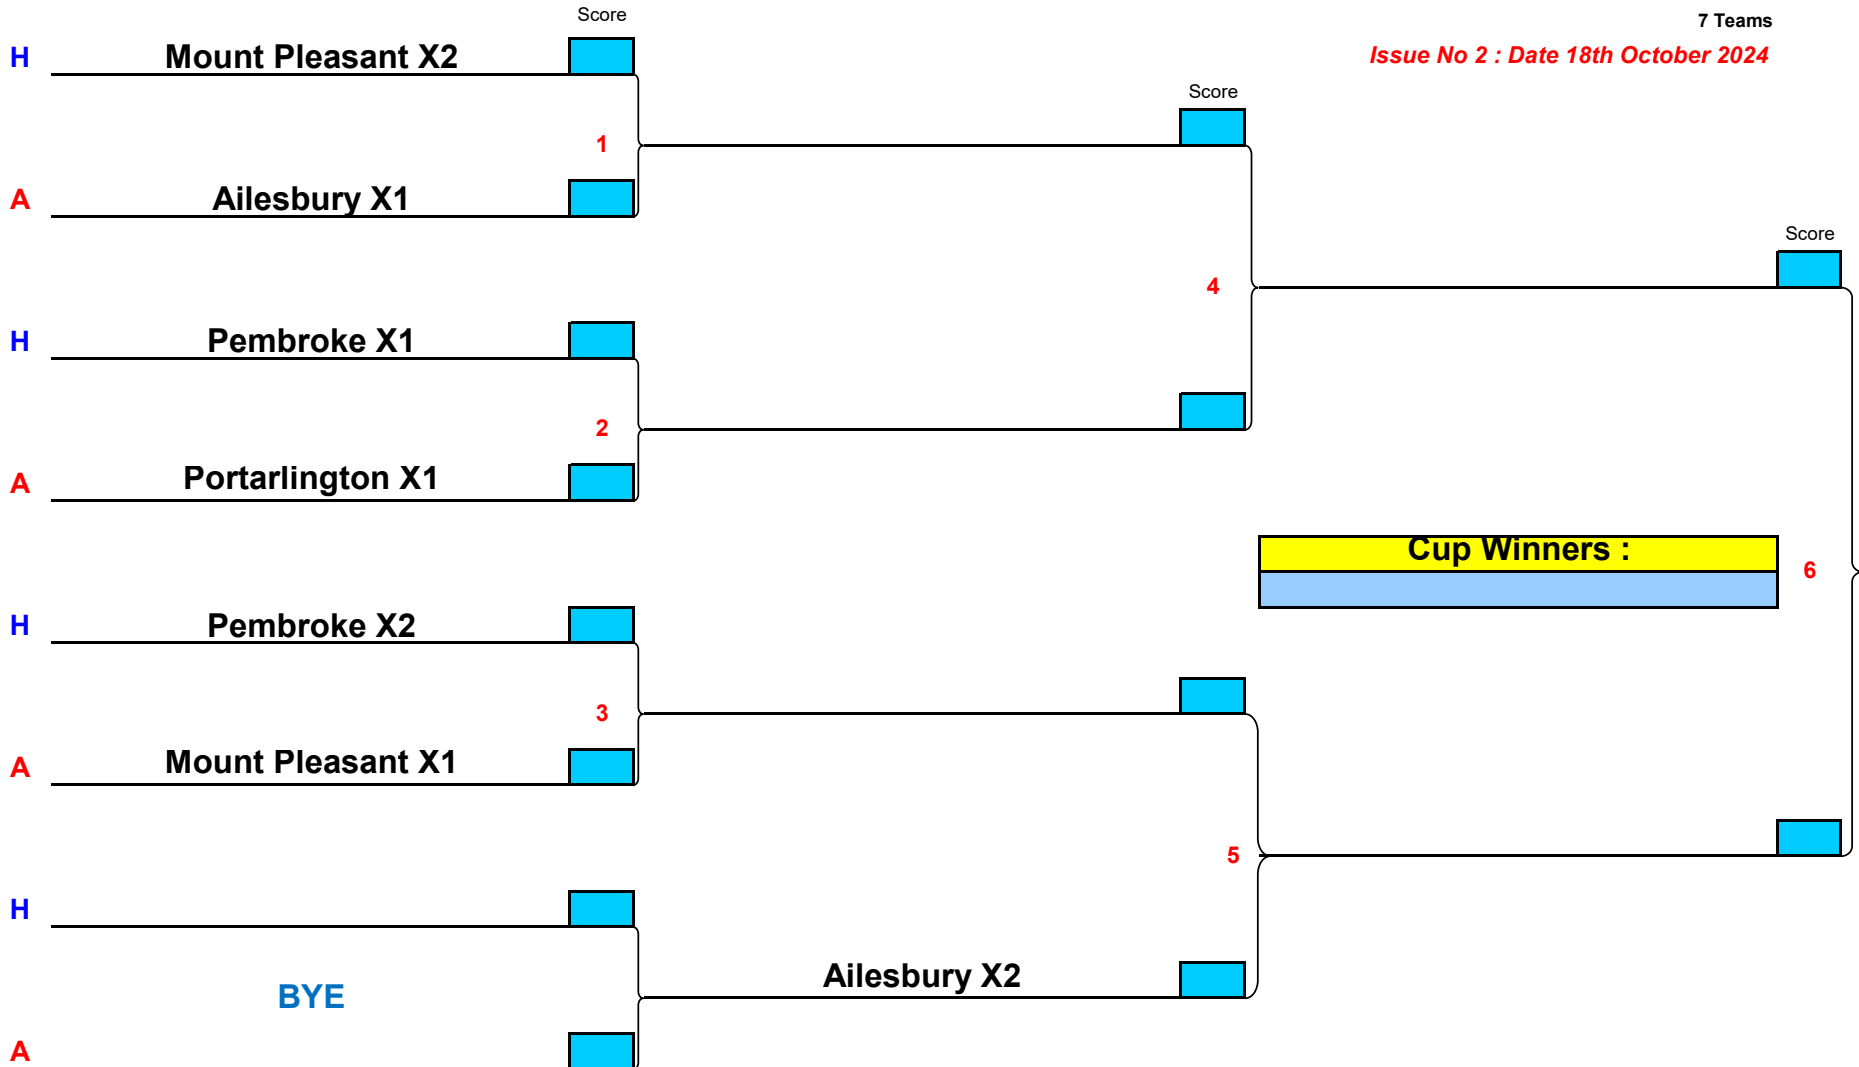 Score
7 Teams
H Mount Pleasant X2
Issue No 2 : Date 18th October 2024
Score
1
A Ailesbury X1
Score
4
H Pembroke X1
2
A Portarlington X1
Cup Winners :
6
H Pembroke X2
3
A Mount Pleasant X1
5
H
Ailesbury X2
BYE
A